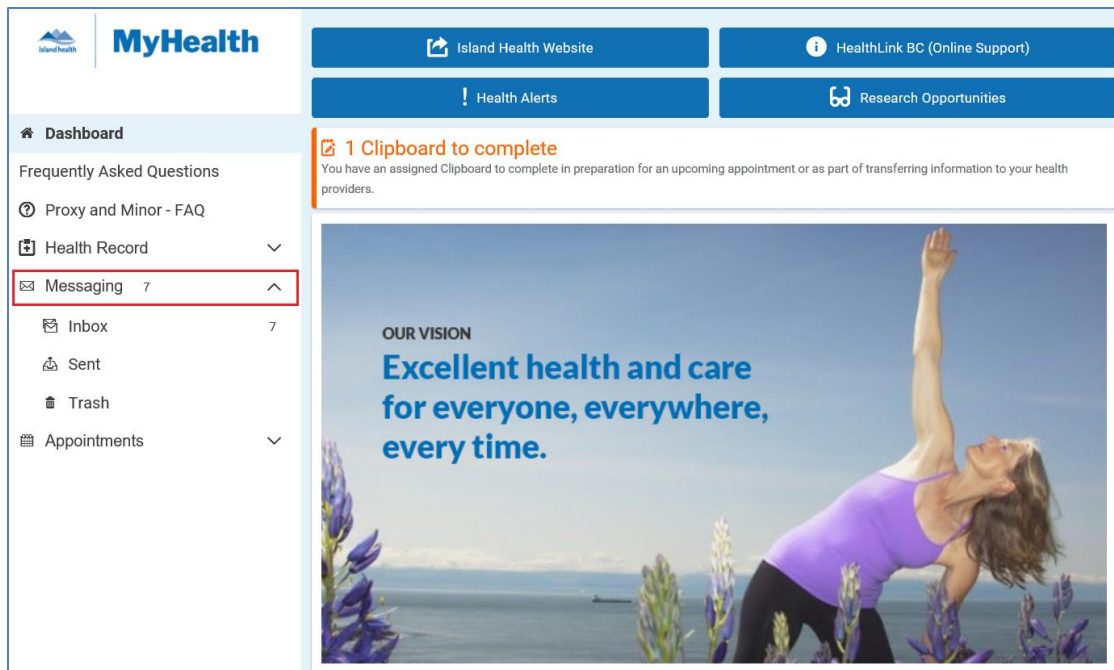 island health
MyHealth
Island Health Website
HealthLink BC (Online Support)
Health Alerts
Research Opportunities
Dashboard
Frequently Asked Questions
Proxy and Minor - FAQ
Health Record
Messaging 7
Inbox 7
Sent
Trash
Appointments
1 Clipboard to complete
You have an assigned Clipboard to complete in preparation for an upcoming appointment or as part of transferring information to your health
providers.
OUR VISION
Excellent health and care
for everyone, everywhere,
every time.